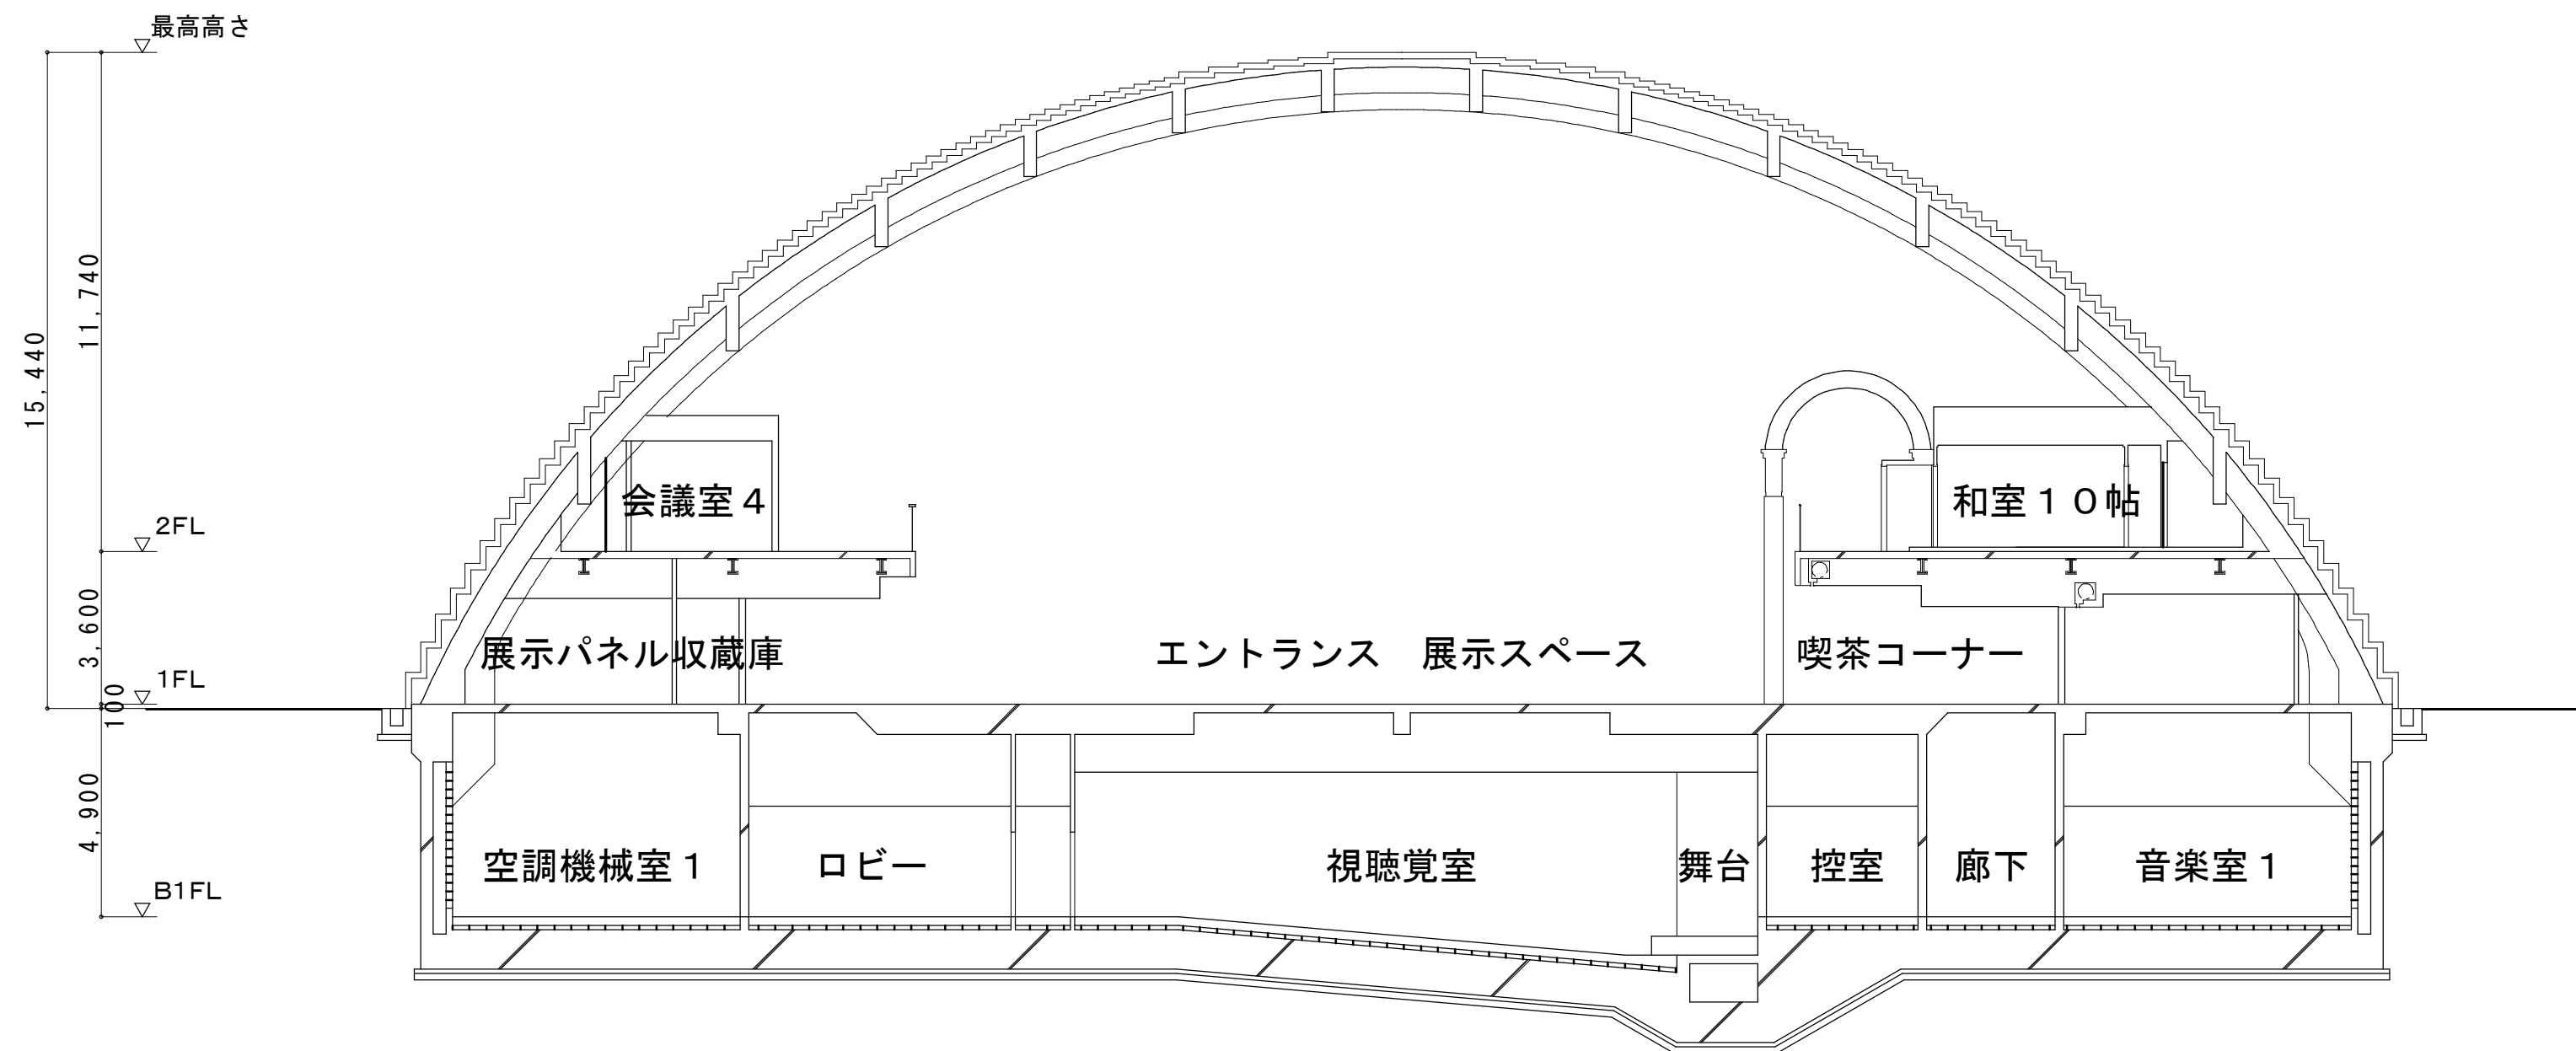 最高高さ
11,740
15,440
会議室４
和室１０帖
2FL
3,600
展示パネル収蔵庫
エントランス　展示スペース
喫茶コーナー
1FL
100
4,900
空調機械室１
ロビー
視聴覚室
舞台
控室
廊下
音楽室１
B1FL